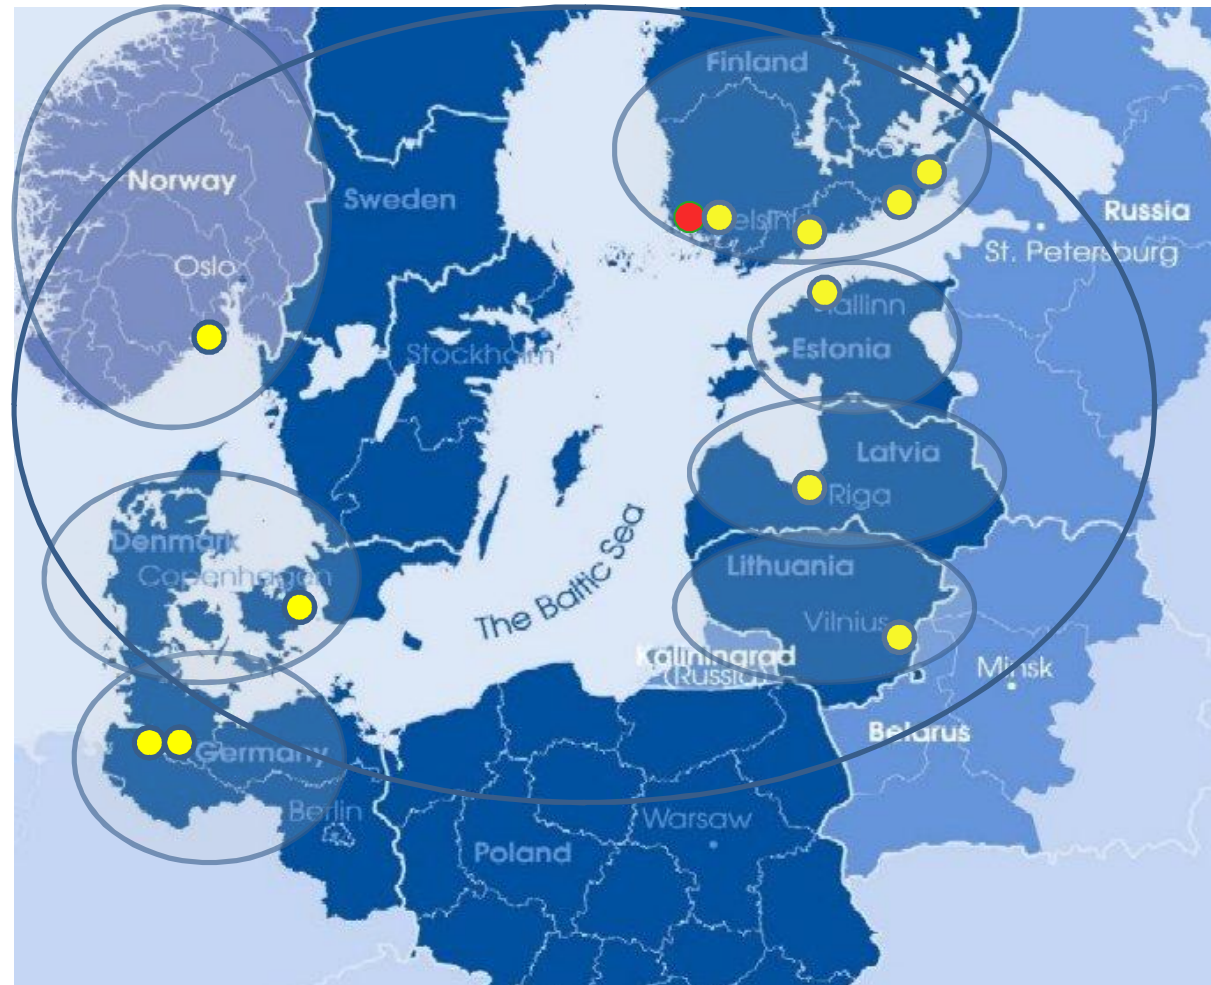 Finland
Norway
Sweden
Russia
Oslo
St. Petersburg
Stockholm
Estonia
Latvia
Riga
Denmark
Copenhagen
The Baltic Sea
Lithuania
Vilnius
Kaliningrad
(Russia)
Minsk
Belarus
Germany
Berlin
Warsaw
Poland